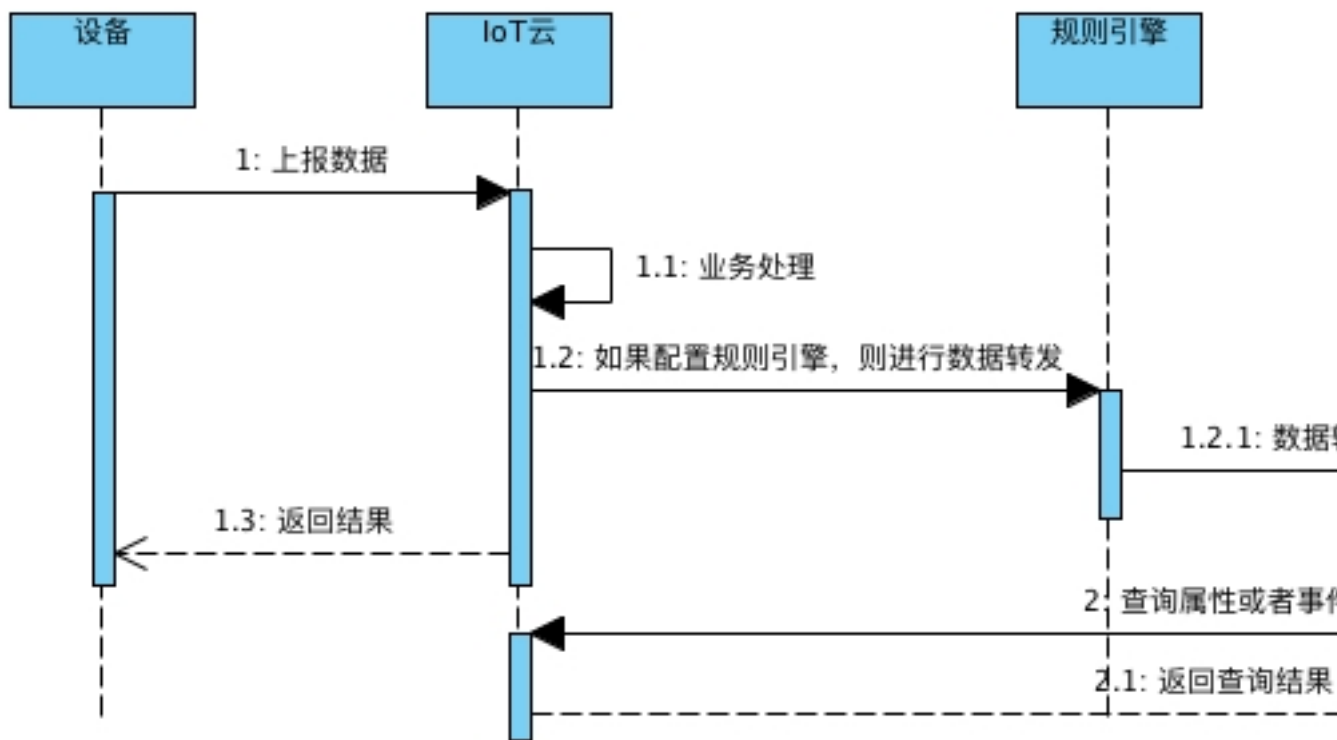 设备
IoT云
规则引擎
1: 上报数据
1.1: 业务处理
1.2: 如果配置规则引擎，则进行数据转发
1.2.1: 数据
1.3: 返回结果
2: 查询属性或者事件
2.1: 返回查询结果